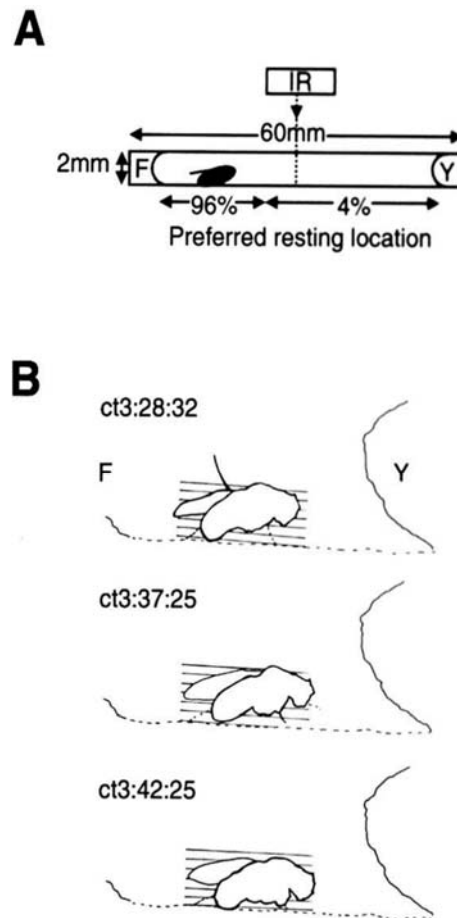 A
IR
60mm
2mm
F
Y
96%
4%
Preferred resting location
B
ct3:28:32
F
Y
ct3:37:25
ct3:42:25